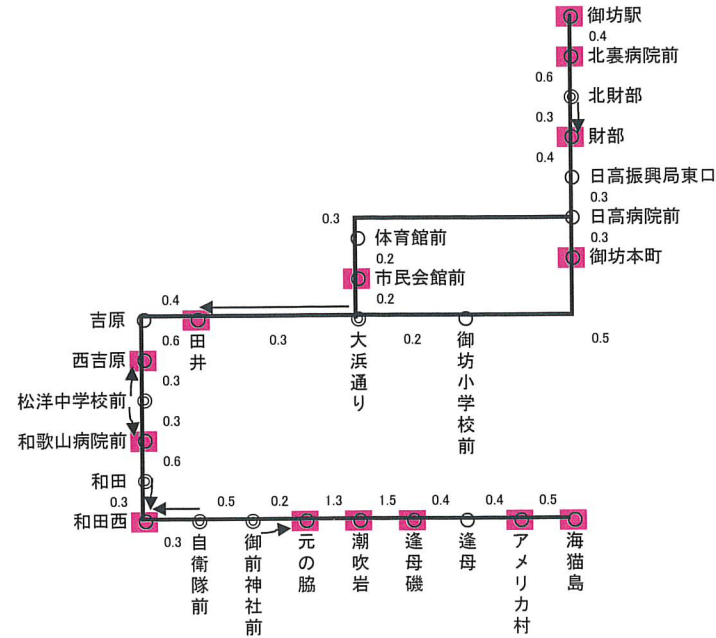 御坊駅
0.4
北裏病院前
0.6
北財部
0.3
財部
0.4
日高振興局東口
0.3
日高病院前
0.3
0.3
体育館前
0.2
御坊本町
市民会館前
0.2
0.4
吉原
0.6
田井
0.3
大浜通り
0.2
御坊小学校前
0.5
西吉原
0.3
松洋中学校前
0.3
和歌山病院前
0.6
和田
0.3
0.5
0.2
1.3
1.5
0.4
0.4
0.5
和田西
0.3
自衛隊前
御前神社前
元の脇
潮吹岩
逢母磯
逢母
アメリカ村
海猫島